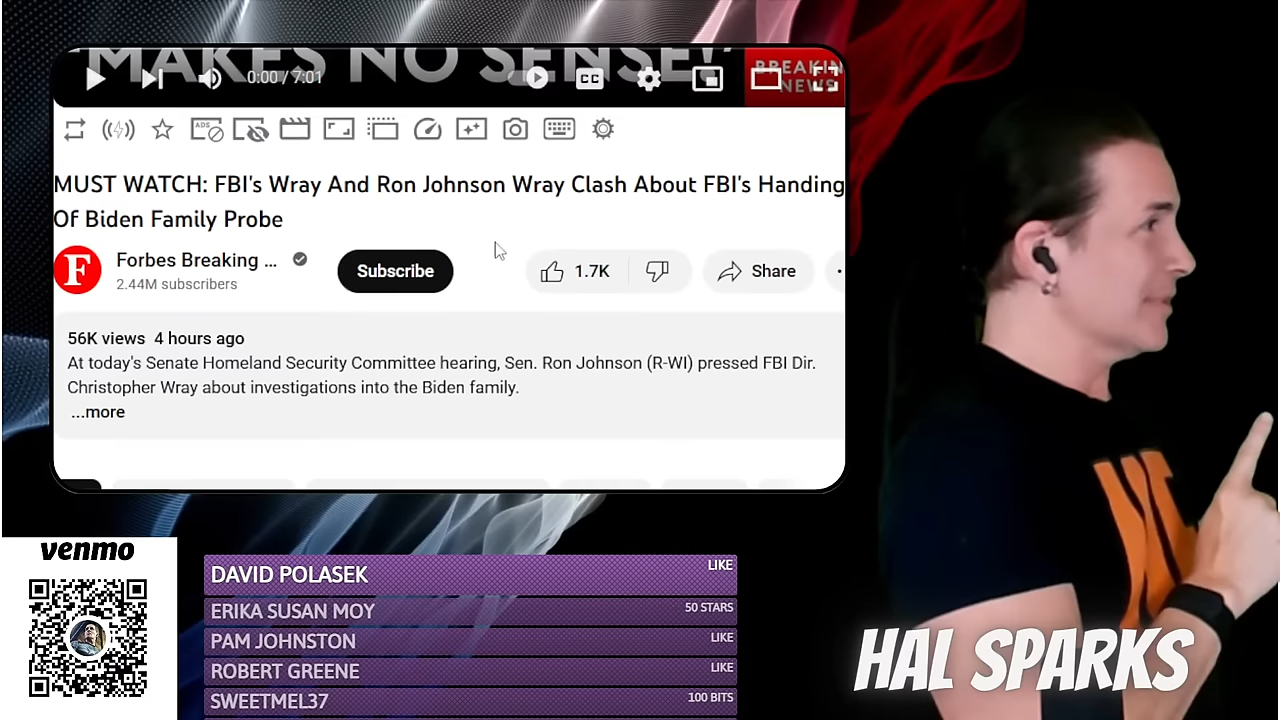 'MAKES NO SENSE!'
0:00 / 7:01
CC
BREAKIN
NEWS
ADS
MUST WATCH: FBI's Wray And Ron Johnson Wray Clash About FBI's Handing
Of Biden Family Probe
F
Forbes Breaking ...
2.44M subscribers
Subscribe
1.7K
Share
56K views 4 hours ago
At today's Senate Homeland Security Committee hearing, Sen. Ron Johnson (R-WI) pressed FBI Dir.
Christopher Wray about investigations into the Biden family.
...more
venmo
DAVID POLASEK LIKE
ERIKA SUSAN MOY 50 STARS
PAM JOHNSTON LIKE
ROBERT GREENE LIKE
SWEETMEL37 100 BITS
HAL SPARKS